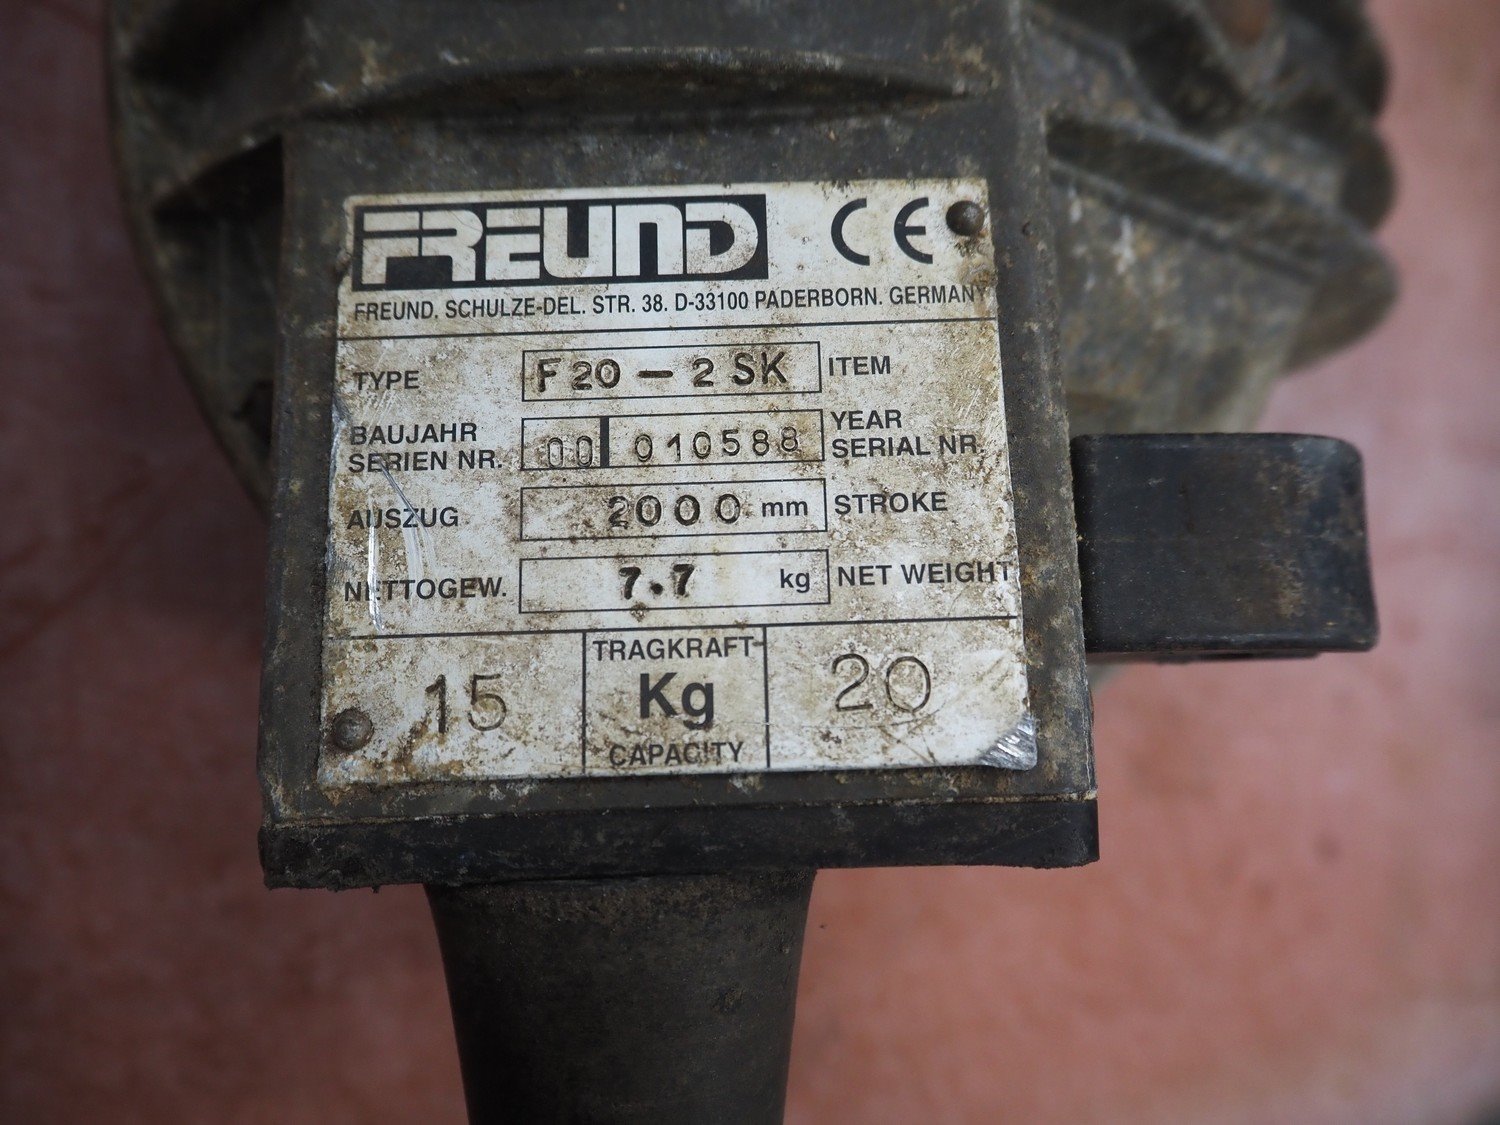 FREUND CE
FREUND. SCHULZE-DEL. STR. 38. D-33100 PADERBORN. GERMANY
TYPE F 20 - 2 SK ITEM
BAUJAHR YEAR
SERIEN NR. 00 010588 SERIAL NR.
AUSZUG 2000 mm STROKE
NETTOGEW. 7.7 kg NET WEIGHT
TRAGKRAFT
15 Kg 20
CAPACITY